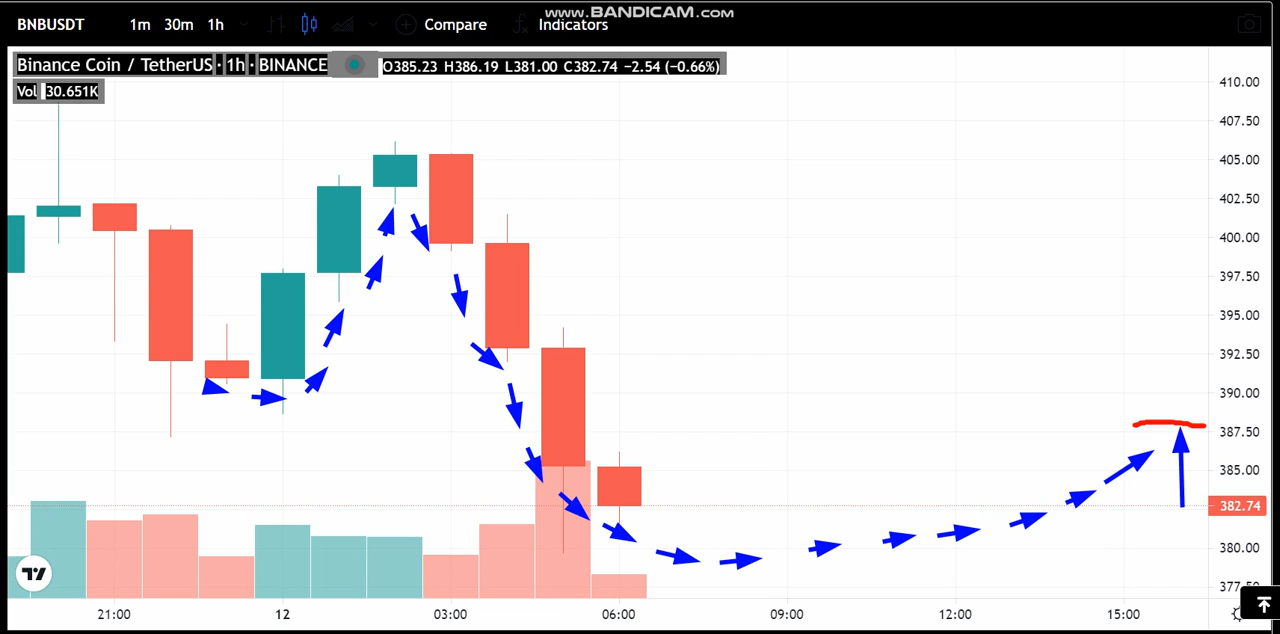 www.BANDICAM.com
BNBUSDT 1m 30m 1h Compare Indicators
Binance Coin / TetherUS · 1h · BINANCE O385.23 H386.19 L381.00 C382.74 −2.54 (−0.66%)
Vol 30.651K
410.00
407.50
405.00
402.50
400.00
397.50
395.00
392.50
390.00
387.50
385.00
382.74
380.00
377.5
21:00 12 03:00 06:00 09:00 12:00 15:00